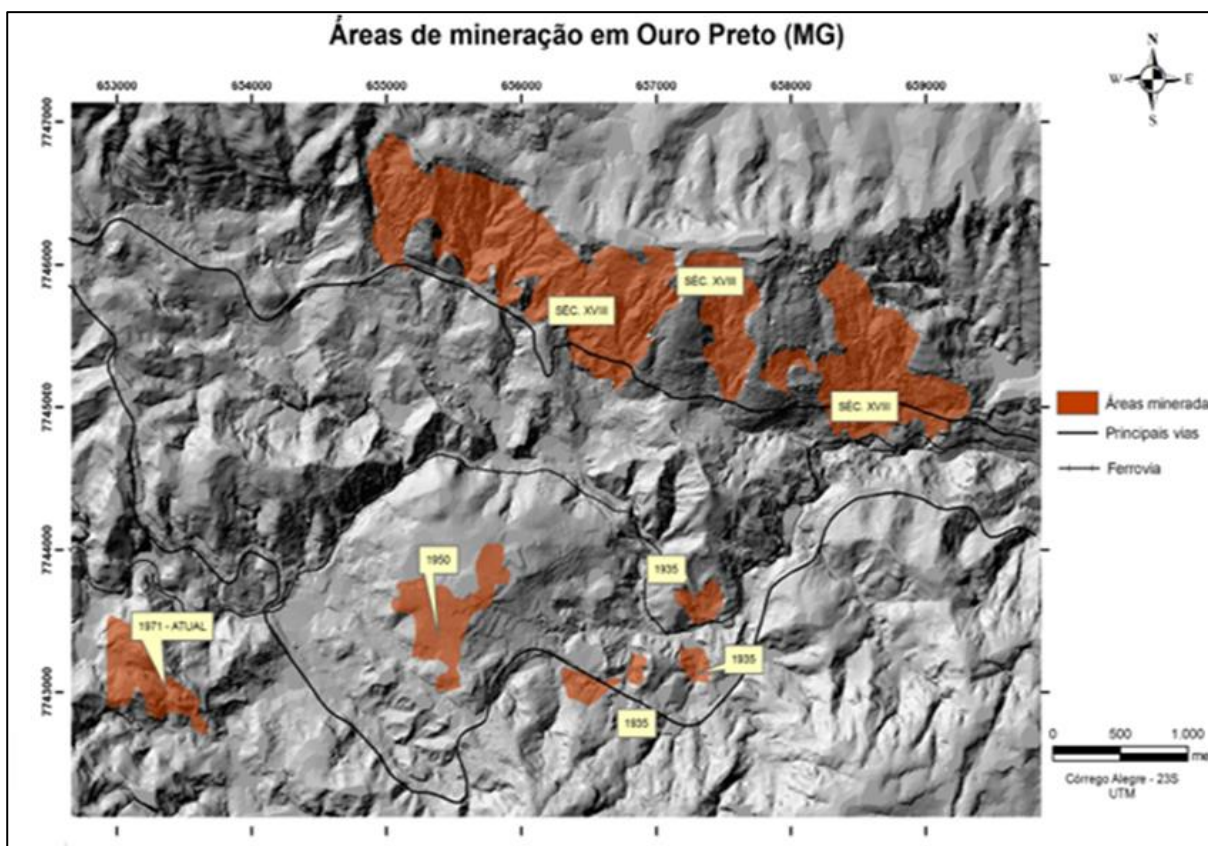 Áreas de mineração em Ouro Preto (MG)
N
W E
S
653000 654000 655000 656000 657000 658000 659000
7747000
7746000
7745000
7744000
7743000
SÉC. XVIII
SÉC. XVIII
SÉC. XVIII
1950
1935
1971 - ATUAL
1935
1935
Áreas minerada
Principais vias
Ferrovia
0 500 1.000
me
Córrego Alegre - 23S
UTM